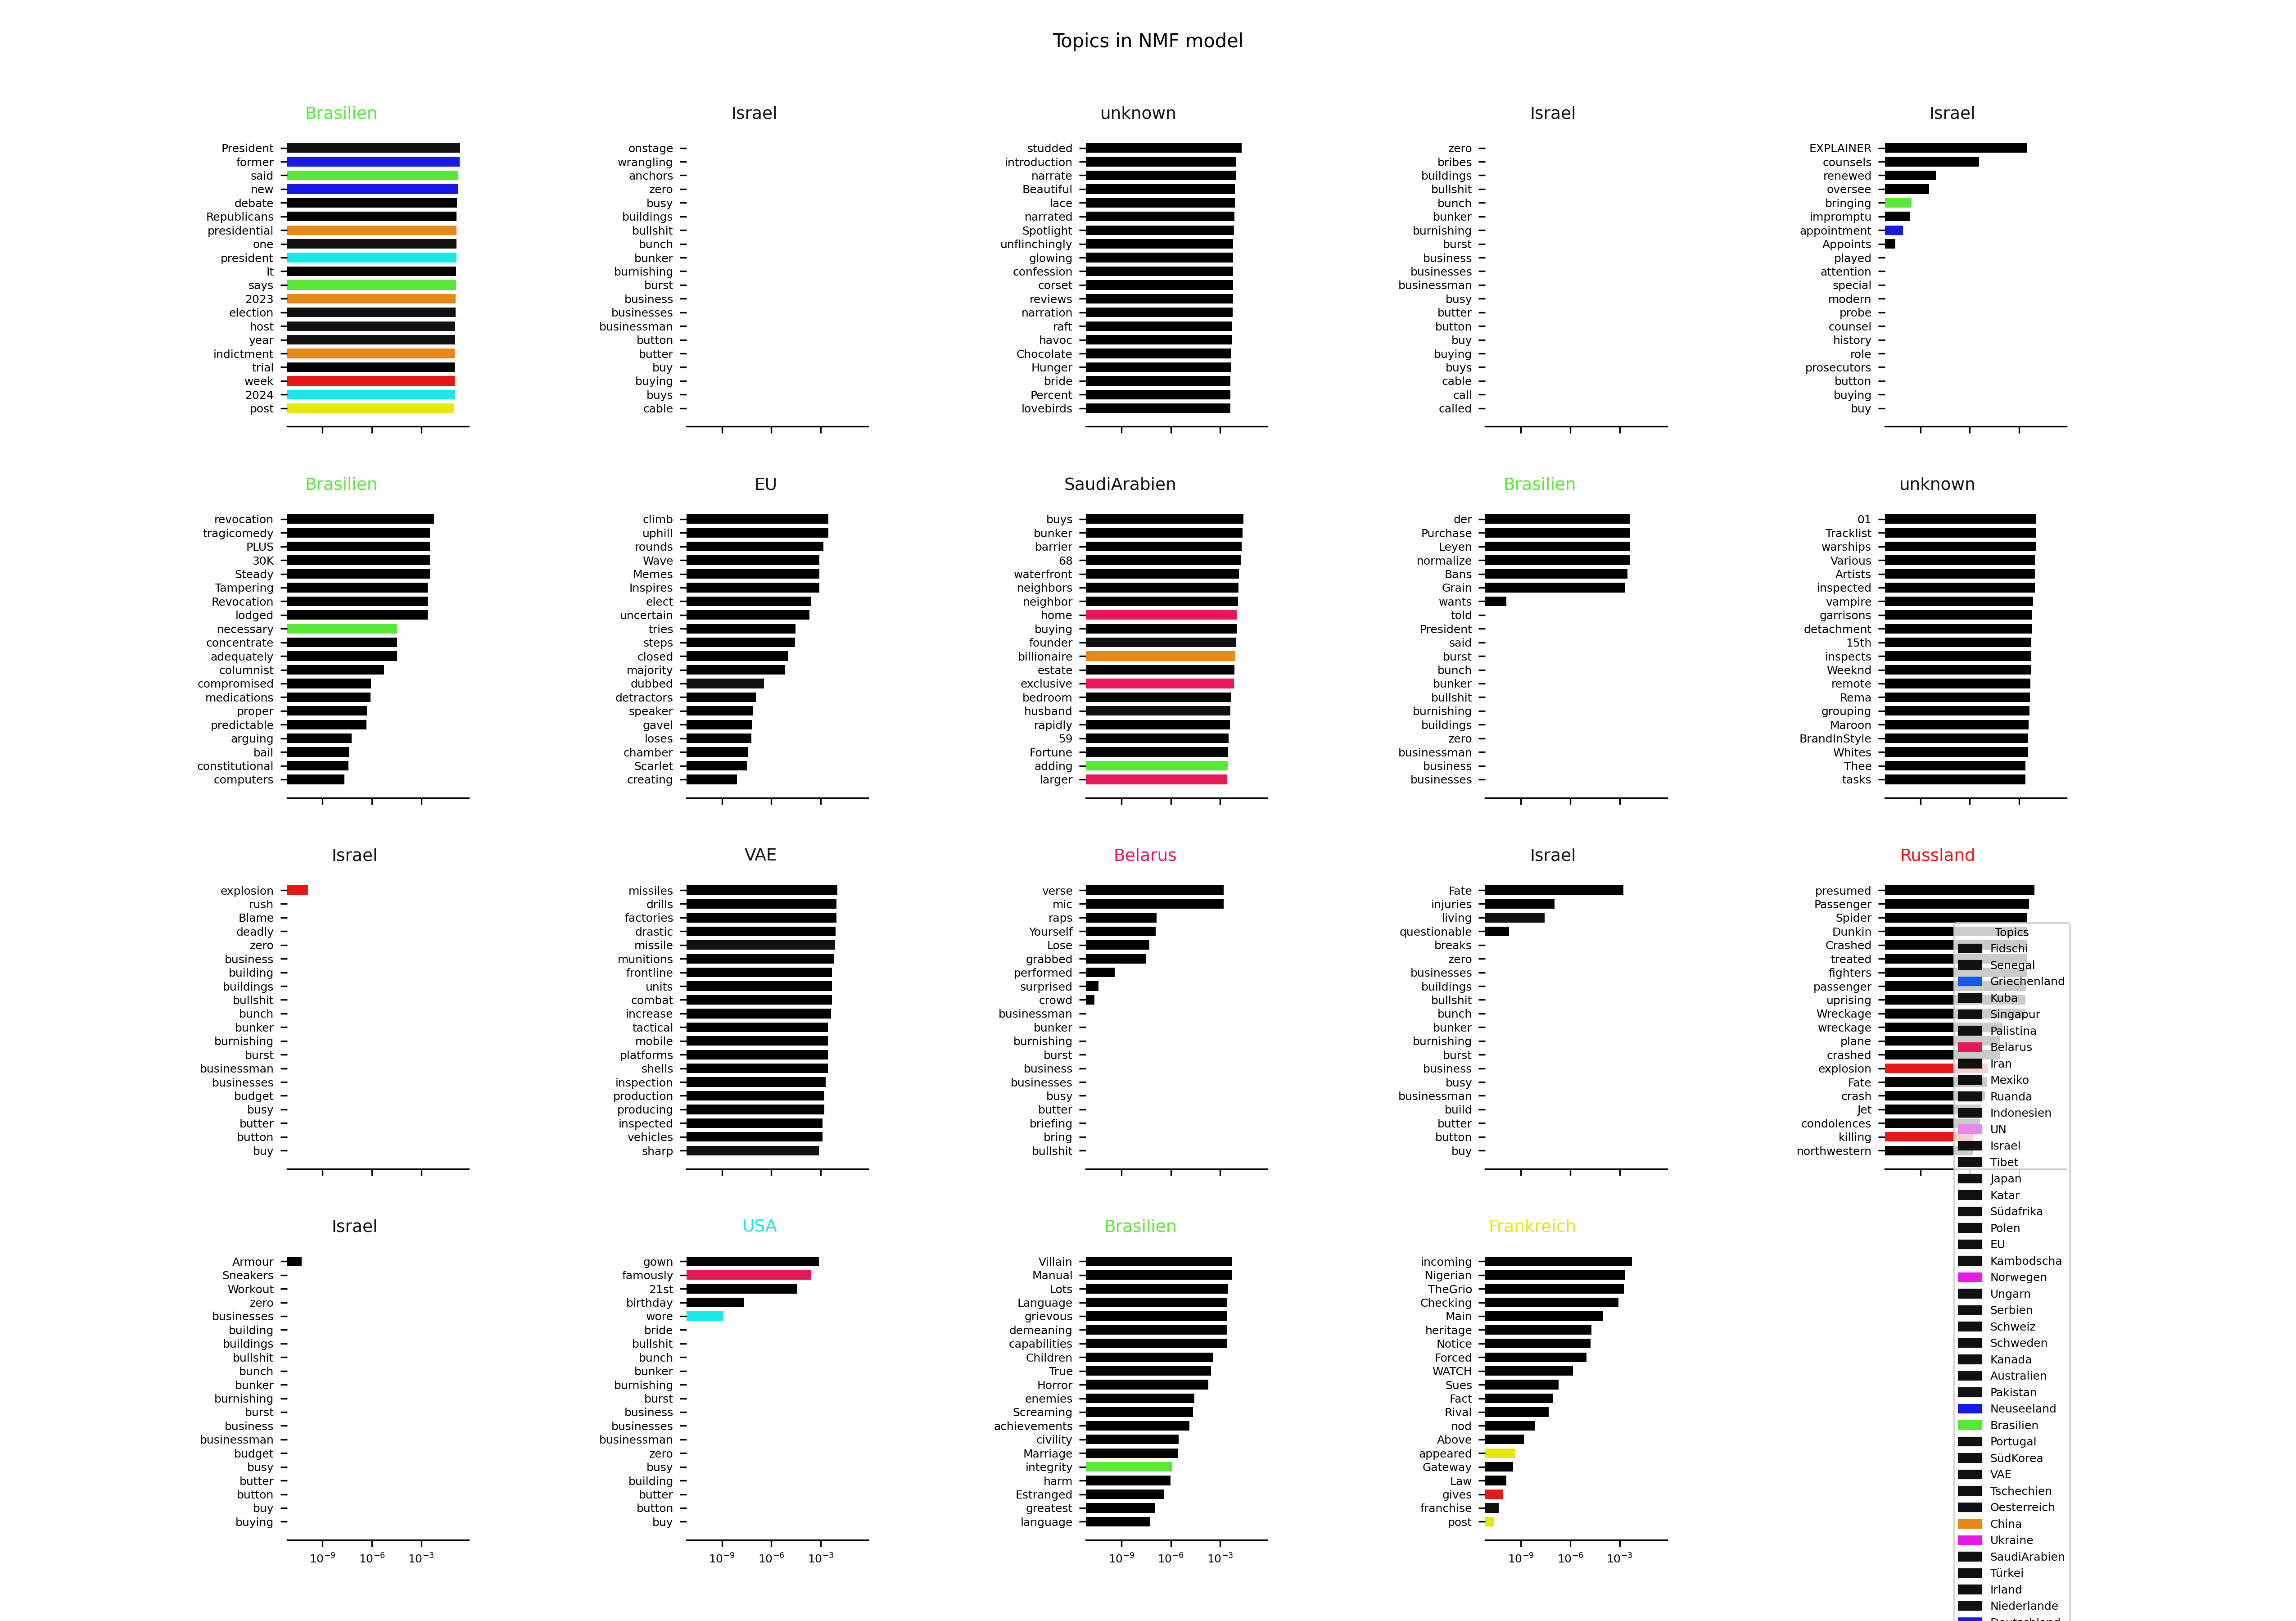 Topics in NMF model
Brasilien
President
former
said
new
debate
Republicans
presidential
one
president
It
says
2023
election
host
year
indictment
trial
week
2024
post
Israel
onstage
wrangling
anchors
zero
busy
buildings
bullshit
bunch
bunker
burnishing
burst
business
businesses
businessman
button
butter
buy
buying
buys
cable
unknown
studded
introduction
narrate
Beautiful
lace
narrated
Spotlight
unflinchingly
glowing
confession
corset
reviews
narration
raft
havoc
Chocolate
Hunger
bride
Percent
lovebirds
Israel
zero
bribes
buildings
bullshit
bunch
bunker
burnishing
burst
business
businesses
businessman
busy
butter
button
buy
buying
buys
cable
call
called
Israel
EXPLAINER
counsels
renewed
oversee
bringing
impromptu
appointment
Appoints
played
attention
special
modern
probe
counsel
history
role
prosecutors
button
buying
buy
Brasilien
revocation
tragicomedy
PLUS
30K
Steady
Tampering
Revocation
lodged
necessary
concentrate
adequately
columnist
compromised
medications
proper
predictable
arguing
bail
constitutional
computers
EU
climb
uphill
rounds
Wave
Memes
Inspires
elect
uncertain
tries
steps
closed
majority
dubbed
detractors
speaker
gavel
loses
chamber
Scarlet
creating
SaudiArabien
buys
bunker
barrier
68
waterfront
neighbors
neighbor
home
buying
founder
billionaire
estate
exclusive
bedroom
husband
rapidly
59
Fortune
adding
larger
Brasilien
der
Purchase
Leyen
normalize
Bans
Grain
wants
told
President
said
burst
bunch
bunker
bullshit
burnishing
buildings
zero
businessman
business
businesses
unknown
01
Tracklist
warships
Various
Artists
inspected
vampire
garrisons
detachment
15th
inspects
Weeknd
remote
Rema
grouping
Maroon
BrandInStyle
Whites
Thee
tasks
Israel
explosion
rush
Blame
deadly
zero
business
building
buildings
bullshit
bunch
bunker
burnishing
burst
businessman
businesses
budget
busy
butter
button
buy
VAE
missiles
drills
factories
drastic
missile
munitions
frontline
units
combat
increase
tactical
mobile
platforms
shells
inspection
production
producing
inspected
vehicles
sharp
Belarus
verse
mic
raps
Yourself
Lose
grabbed
performed
surprised
crowd
businessman
bunker
burnishing
burst
business
businesses
busy
butter
briefing
bring
bullshit
Israel
Fate
injuries
living
questionable
breaks
zero
businesses
buildings
bullshit
bunch
bunker
burnishing
burst
business
busy
businessman
build
butter
button
buy
Russland
presumed
Passenger
Spider
Dunkin
Crashed
treated
fighters
passenger
uprising
Wreckage
wreckage
plane
crashed
explosion
Fate
crash
Jet
condolences
killing
northwestern
Israel
Armour
Sneakers
Workout
zero
businesses
building
buildings
bullshit
bunch
bunker
burnishing
burst
business
businessman
budget
busy
butter
button
buy
buying
10⁻⁹ 10⁻⁶ 10⁻³
USA
gown
famously
21st
birthday
wore
bride
bullshit
bunch
bunker
burnishing
burst
business
businesses
businessman
zero
busy
building
butter
button
buy
10⁻⁹ 10⁻⁶ 10⁻³
Brasilien
Villain
Manual
Lots
Language
grievous
demeaning
capabilities
Children
True
Horror
enemies
Screaming
achievements
civility
Marriage
integrity
harm
Estranged
greatest
language
10⁻⁹ 10⁻⁶ 10⁻³
Frankreich
incoming
Nigerian
TheGrio
Checking
Main
heritage
Notice
Forced
WATCH
Sues
Fact
Rival
nod
Above
appeared
Gateway
Law
gives
franchise
post
10⁻⁹ 10⁻⁶ 10⁻³
Topics
Fidschi
Senegal
Griechenland
Kuba
Singapur
Palistina
Belarus
Iran
Mexiko
Ruanda
Indonesien
UN
Israel
Tibet
Japan
Katar
Südafrika
Polen
EU
Kambodscha
Norwegen
Ungarn
Serbien
Schweiz
Schweden
Kanada
Australien
Pakistan
Neuseeland
Brasilien
Portugal
SüdKorea
VAE
Tschechien
Oesterreich
China
Ukraine
SaudiArabien
Türkei
Irland
Niederlande